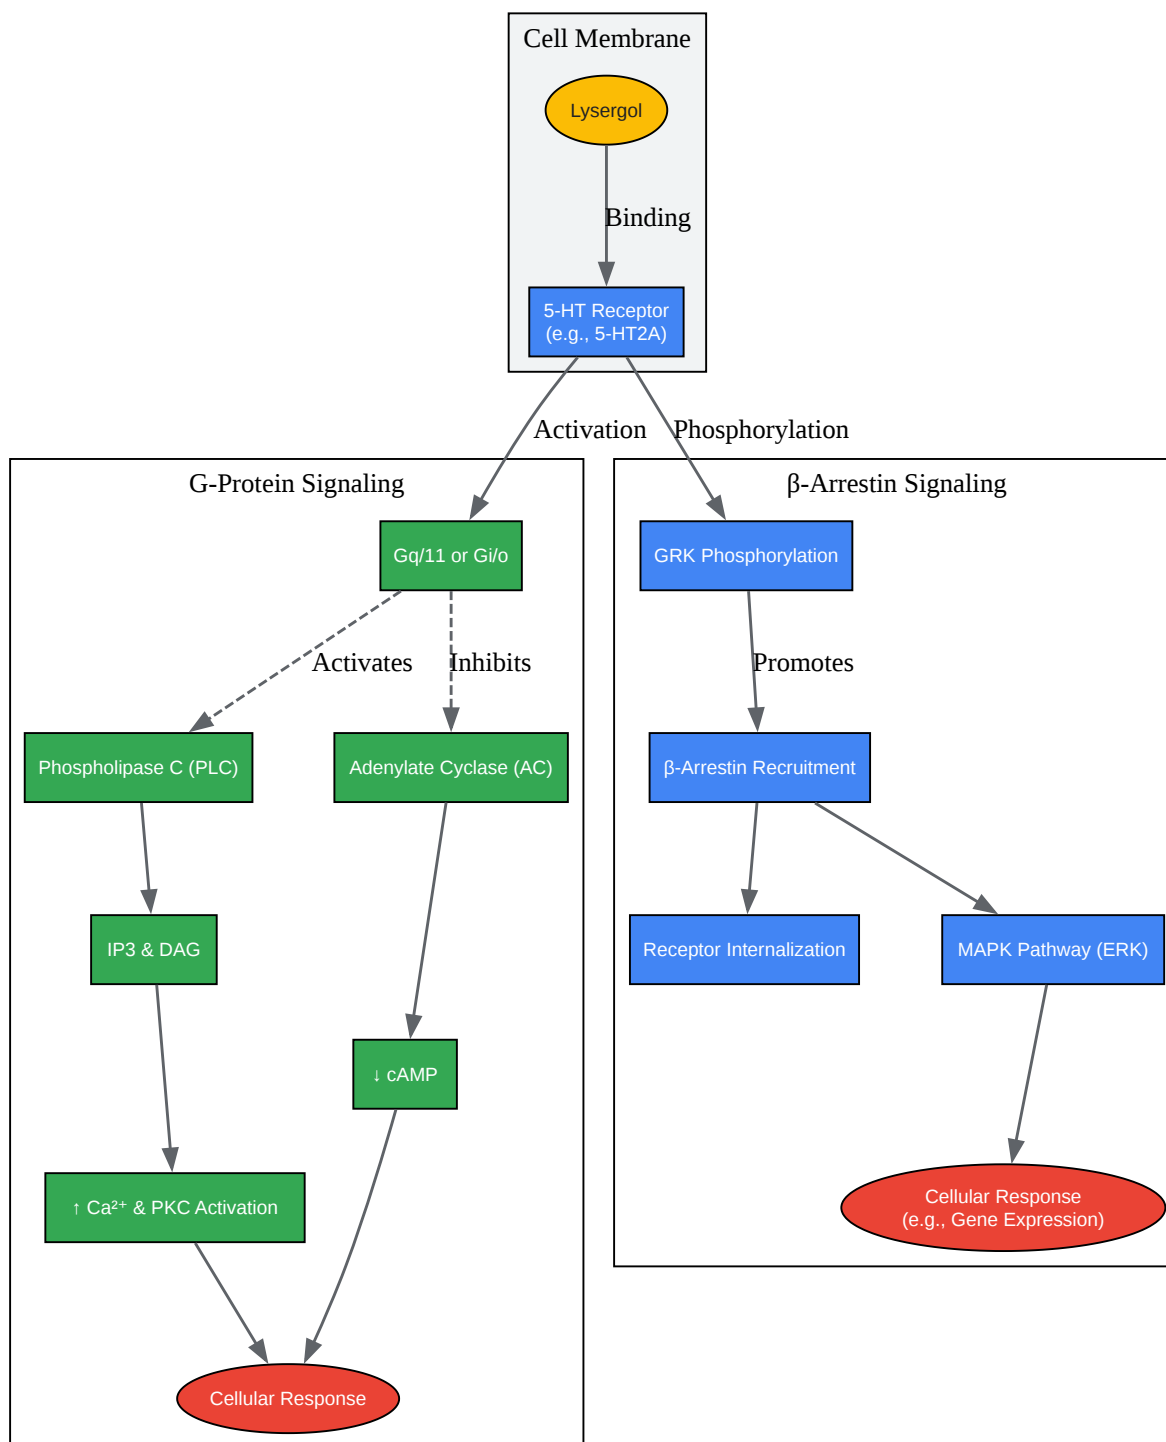 Cell Membrane
Lysergol
Binding
5-HT Receptor
(e.g., 5-HT2A)
Activation
Phosphorylation
G-Protein Signaling
β-Arrestin Signaling
Gq/11 or Gi/o
GRK Phosphorylation
Activates
Inhibits
Promotes
Phospholipase C (PLC)
Adenylate Cyclase (AC)
β-Arrestin Recruitment
IP3 & DAG
Receptor Internalization
MAPK Pathway (ERK)
↓ cAMP
↑ Ca²⁺ & PKC Activation
Cellular Response
(e.g., Gene Expression)
Cellular Response